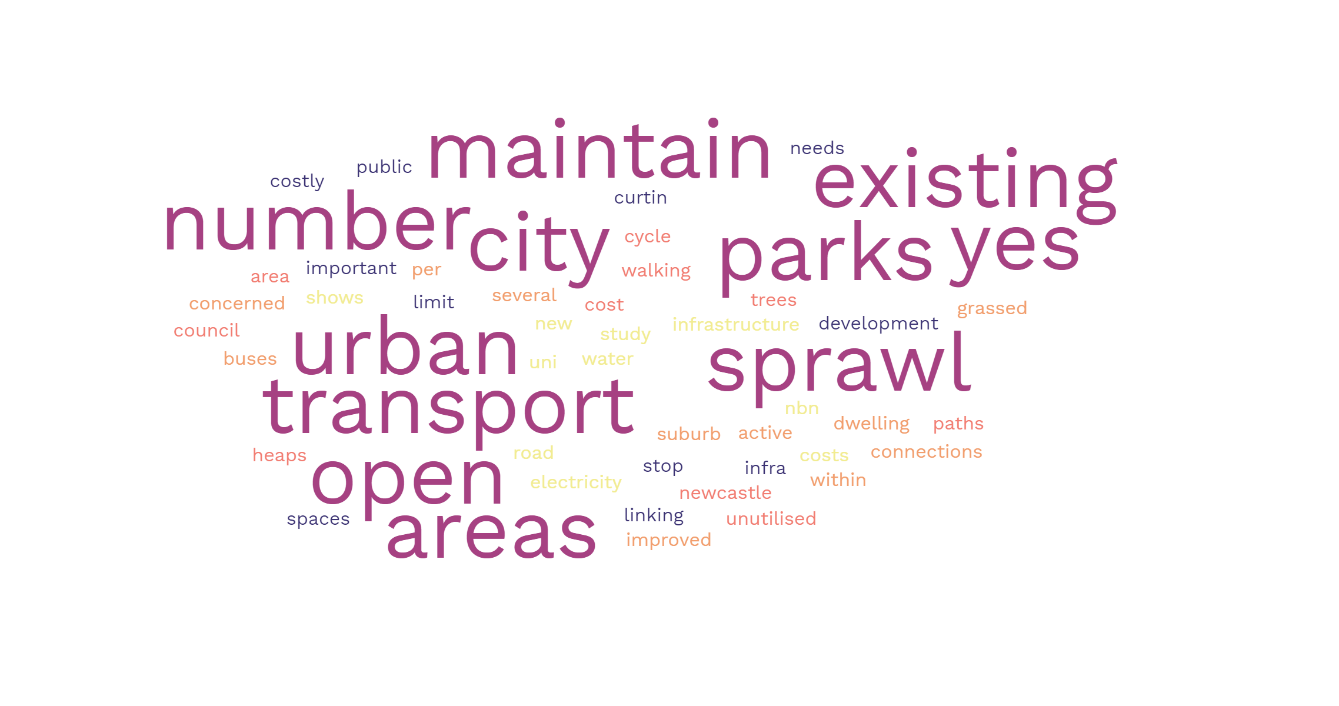 maintain
needs
public
existing
costly
curtin
number
city
cycle
parks
yes
important
per
walking
area
concerned
shows
limit
several
cost
trees
grassed
council
new
study
infrastructure
development
buses
urban
uni
water
sprawl
transport
nbn
suburb
active
dwelling
paths
heaps
road
stop
infra
costs
connections
open
electricity
newcastle
within
spaces
areas
linking
unutilised
improved